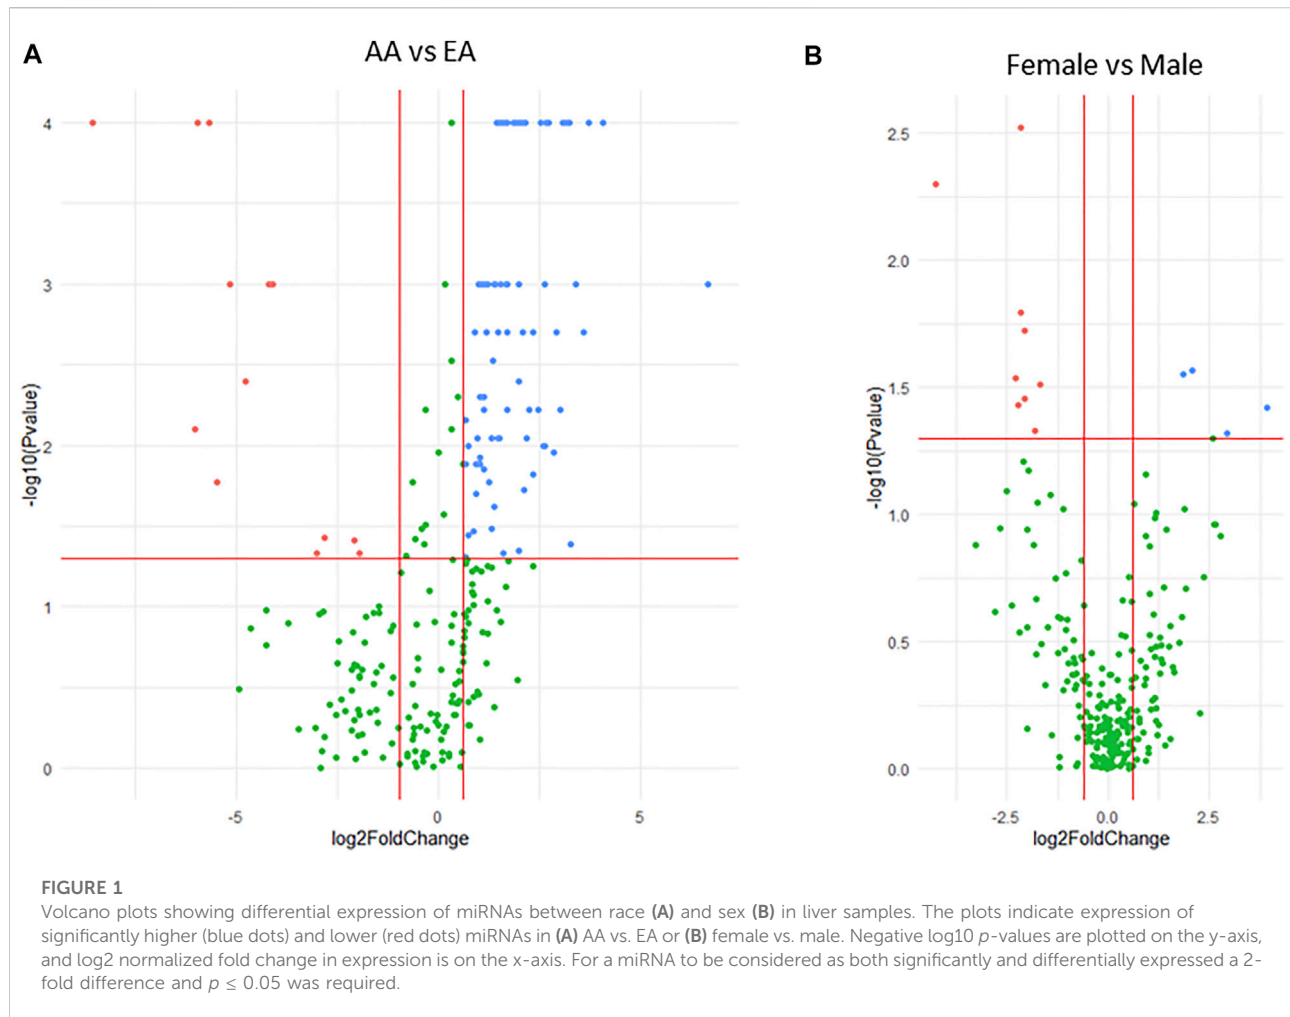 A
AA vs EA
4
3
2
1
0
-log10(Pvalue)
-5
0
5
log2FoldChange
B
Female vs Male
2.5
2.0
1.5
1.0
0.5
0.0
-log10(Pvalue)
-2.5
0.0
2.5
log2FoldChange
FIGURE 1
Volcano plots showing differential expression of miRNAs between race (A) and sex (B) in liver samples. The plots indicate expression of
significantly higher (blue dots) and lower (red dots) miRNAs in (A) AA vs. EA or (B) female vs. male. Negative log10 p-values are plotted on the y-axis,
and log2 normalized fold change in expression is on the x-axis. For a miRNA to be considered as both significantly and differentially expressed a 2-
fold difference and p ≤ 0.05 was required.